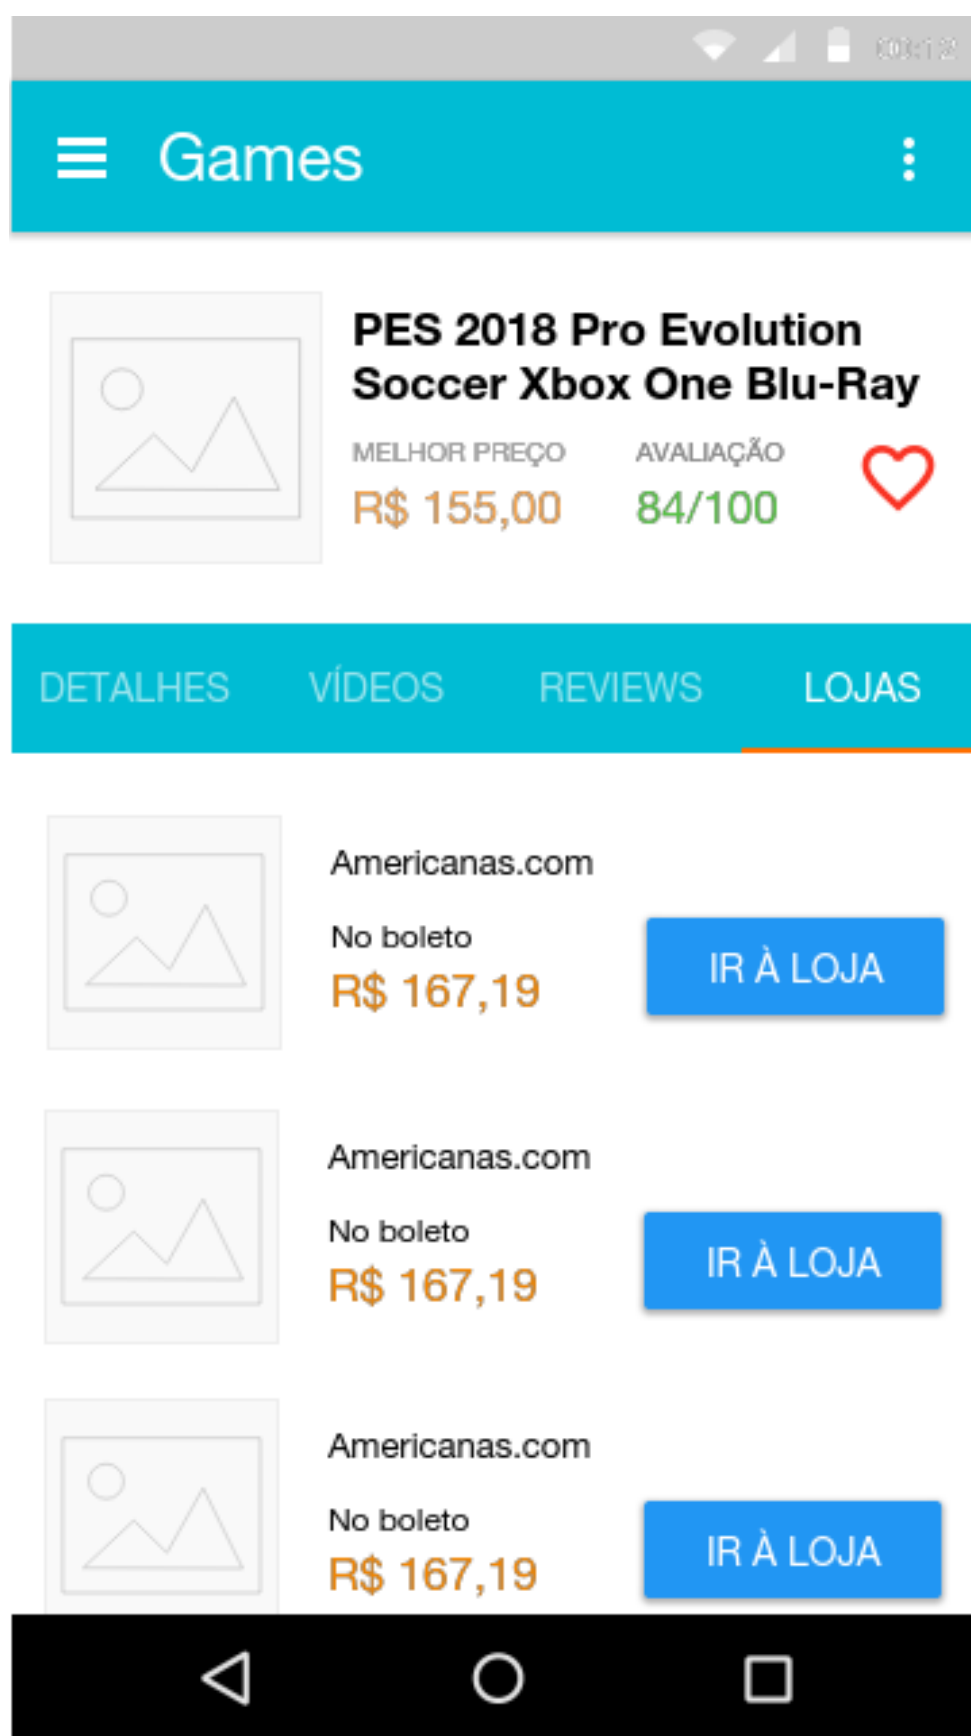 00:12
Games
PES 2018 Pro Evolution
Soccer Xbox One Blu-Ray
MELHOR PREÇO AVALIAÇÃO
R$ 155,00 84/100
DETALHES VÍDEOS REVIEWS LOJAS
Americanas.com
No boleto
R$ 167,19
IR À LOJA
Americanas.com
No boleto
R$ 167,19
IR À LOJA
Americanas.com
No boleto
R$ 167,19
IR À LOJA